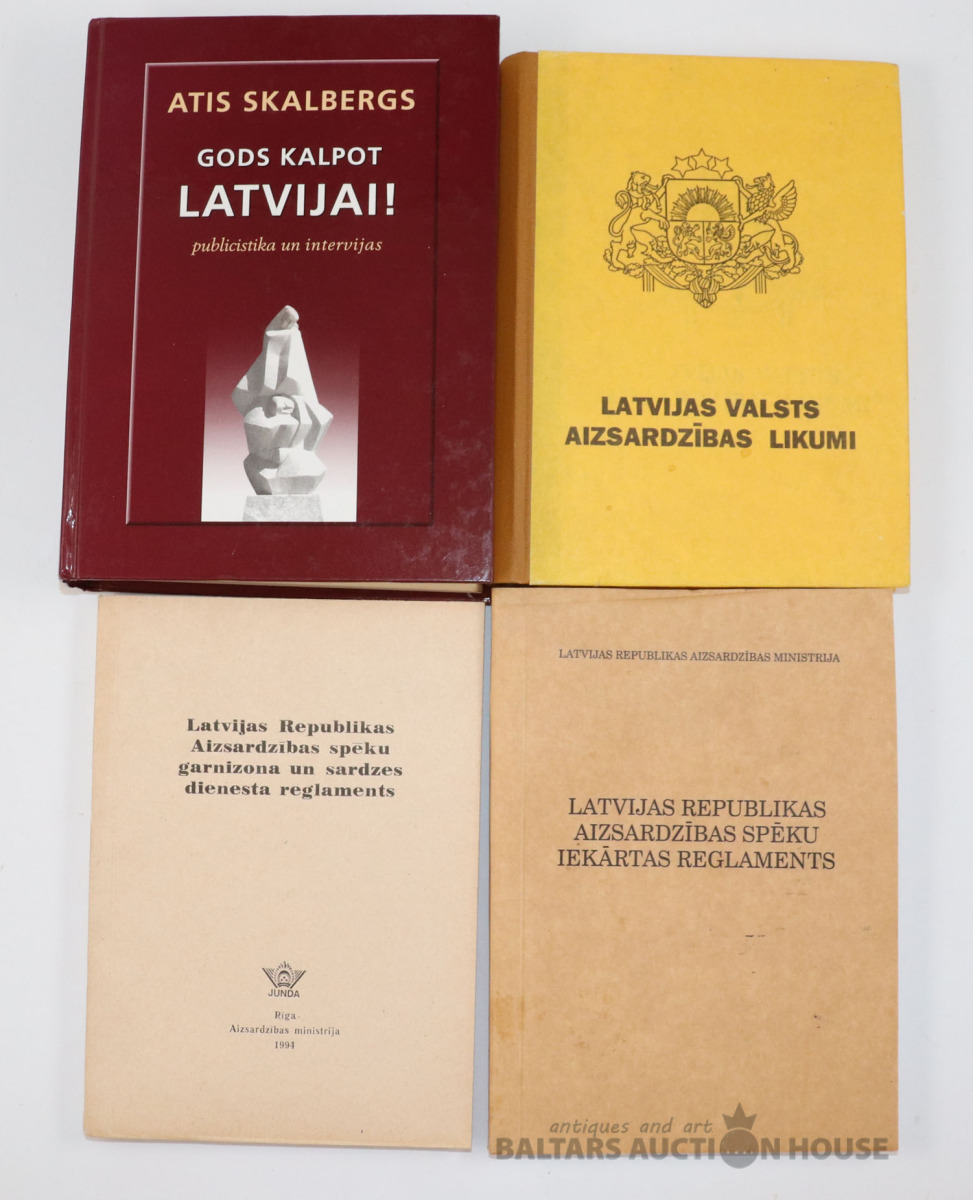 ATIS SKALBERGS
GODS KALPOT
LATVIJAI!
publicistika un intervijas
LATVIJAS VALSTS
AIZSARDZĪBAS LIKUMI
Latvijas Republikas
Aizsardzības spēku
garnizona un sardzes
dienesta reglaments
JUNDA
Rīga
Aizsardzības ministrija
1994
LATVIJAS REPUBLIKAS AIZSARDZĪBAS MINISTRIJA
LATVIJAS REPUBLIKAS
AIZSARDZĪBAS SPĒKU
IEKĀRTAS REGLAMENTS
antiques and art
BALTARS AUCTION HOUSE